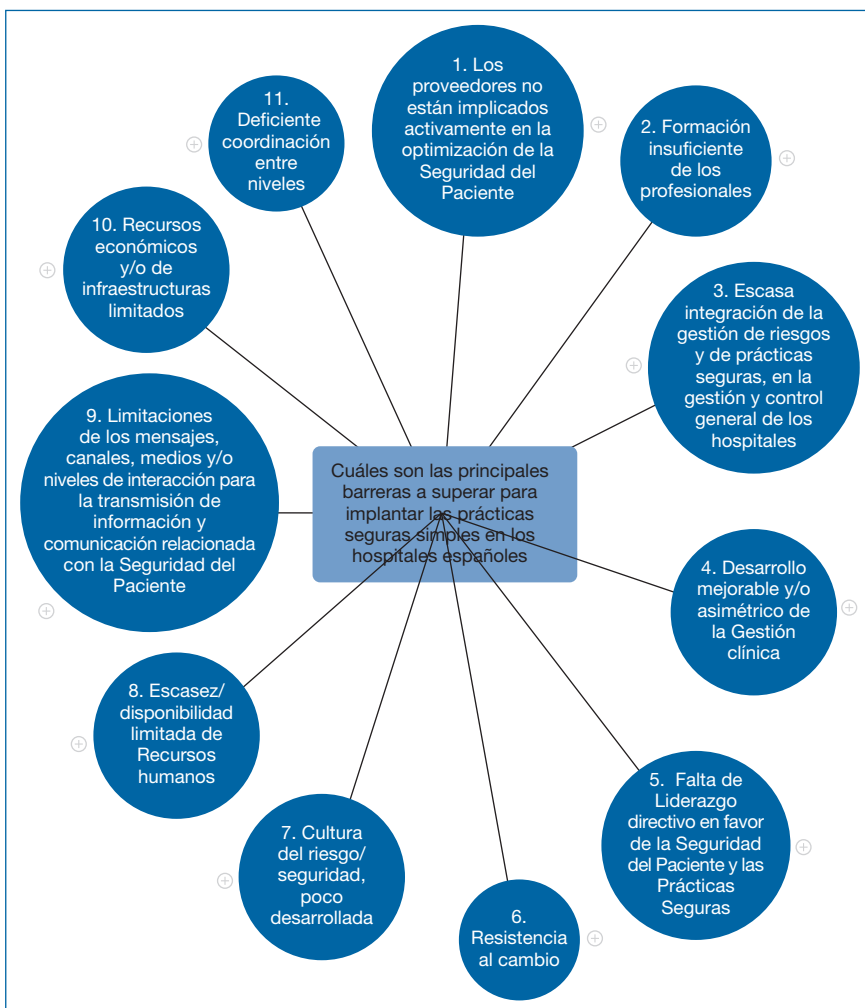 1. Los
proveedores no
están implicados
activamente en la
optimización de la
Seguridad del
Paciente
2. Formación
insuficiente
de los
profesionales
3. Escasa
integración de la
gestión de riesgos
y de prácticas
seguras, en la
gestión y control
general de los
hospitales
4. Desarrollo
mejorable y/o
asimétrico de
la Gestión
clínica
5. Falta de
Liderazgo
directivo en favor
de la Seguridad
del Paciente y las
Prácticas
Seguras
6.
Resistencia
al cambio
7. Cultura
del riesgo/
seguridad,
poco
desarrollada
8. Escasez/
disponibilidad
limitada de
Recursos
humanos
9. Limitaciones
de los mensajes,
canales, medios y/o
niveles de interacción para
la transmisión de
información y
comunicación relacionada
con la Seguridad del
Paciente
10. Recursos
económicos
y/o de
infraestructuras
limitados
11.
Deficiente
coordinación
entre
niveles
Cuáles son las principales
barreras a superar para
implantar las prácticas
seguras simples en los
hospitales españoles